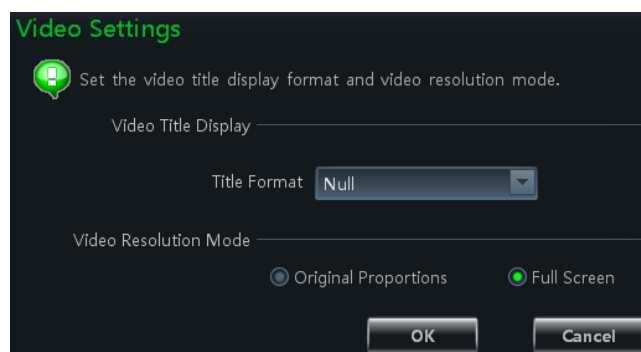 Video Settings
Set the video title display format and video resolution mode.
Video Title Display
Title Format Null
Video Resolution Mode
Original Proportions Full Screen
OK Cancel